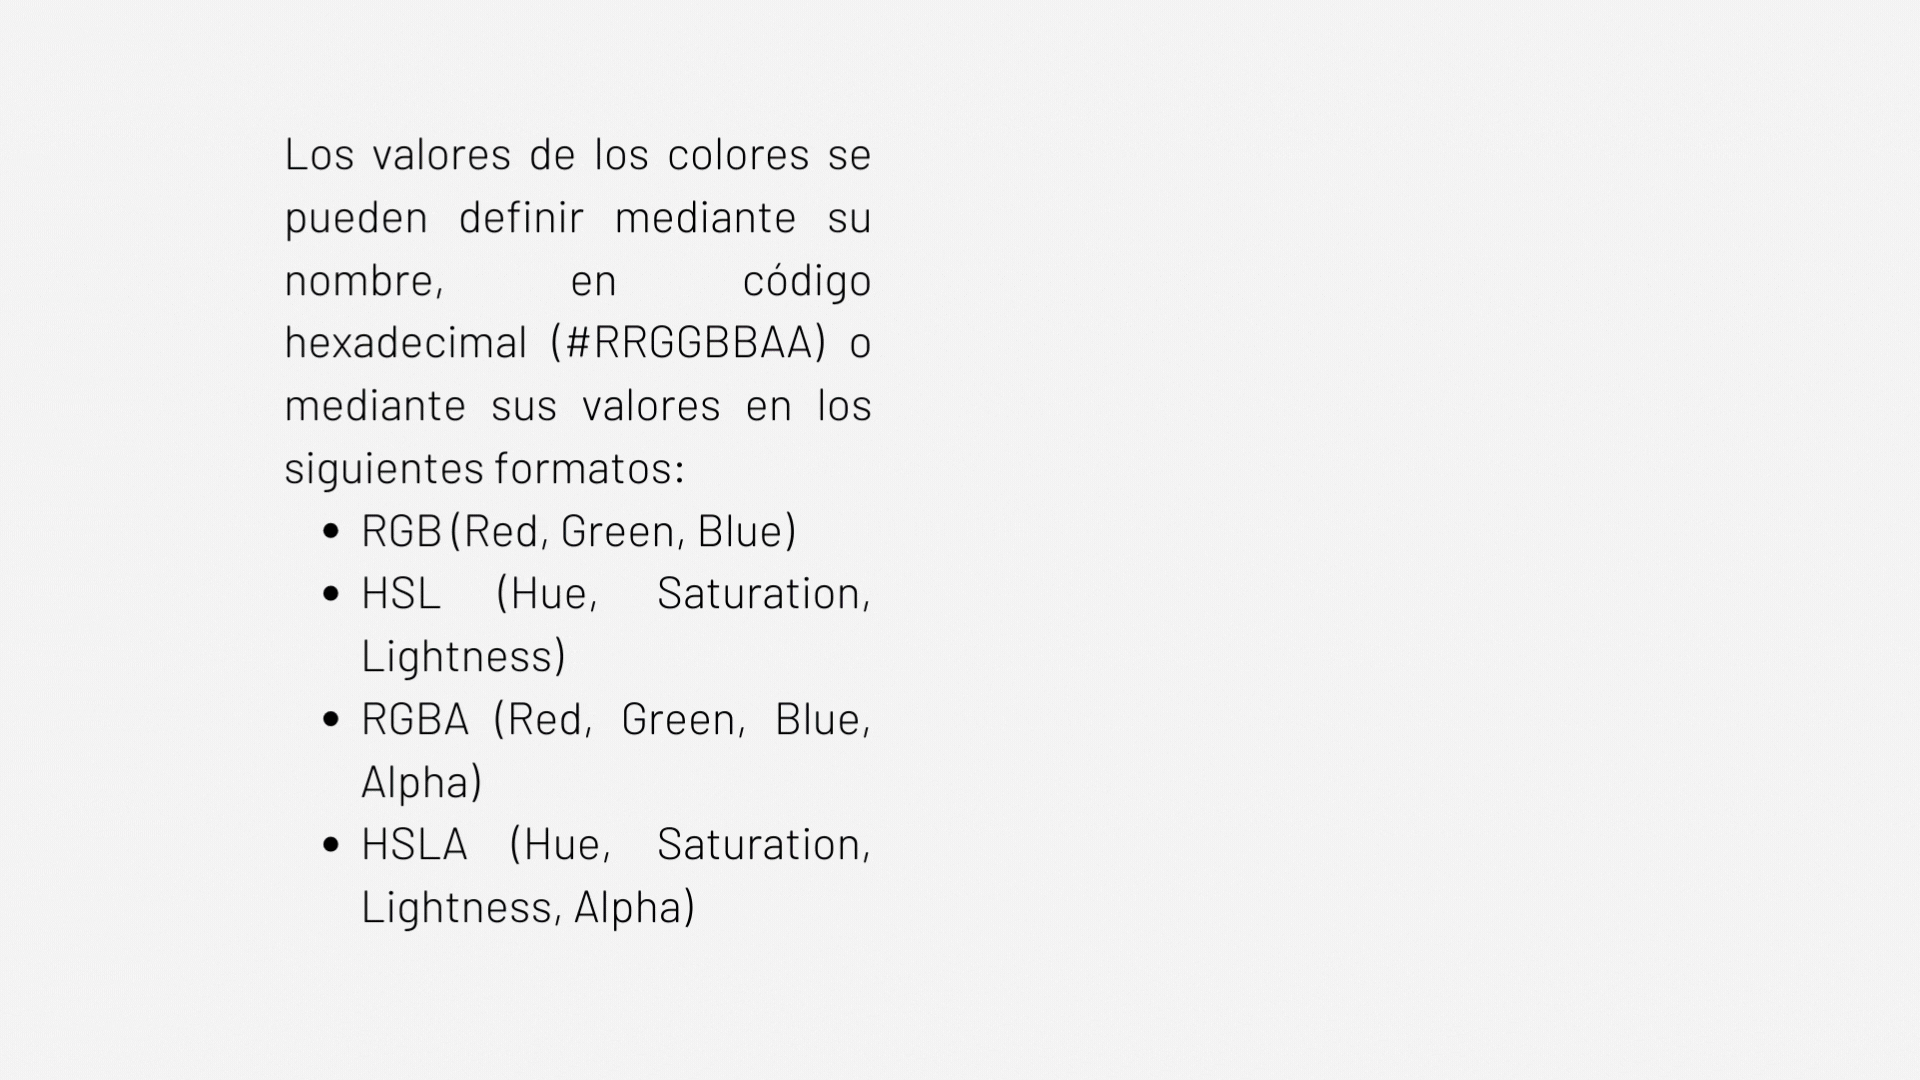 Los valores de los colores se
pueden definir mediante su
nombre, en código
hexadecimal (#RRGGBBAA) o
mediante sus valores en los
siguientes formatos:
• RGB (Red, Green, Blue)
• HSL (Hue, Saturation,
Lightness)
• RGBA (Red, Green, Blue,
Alpha)
• HSLA (Hue, Saturation,
Lightness, Alpha)